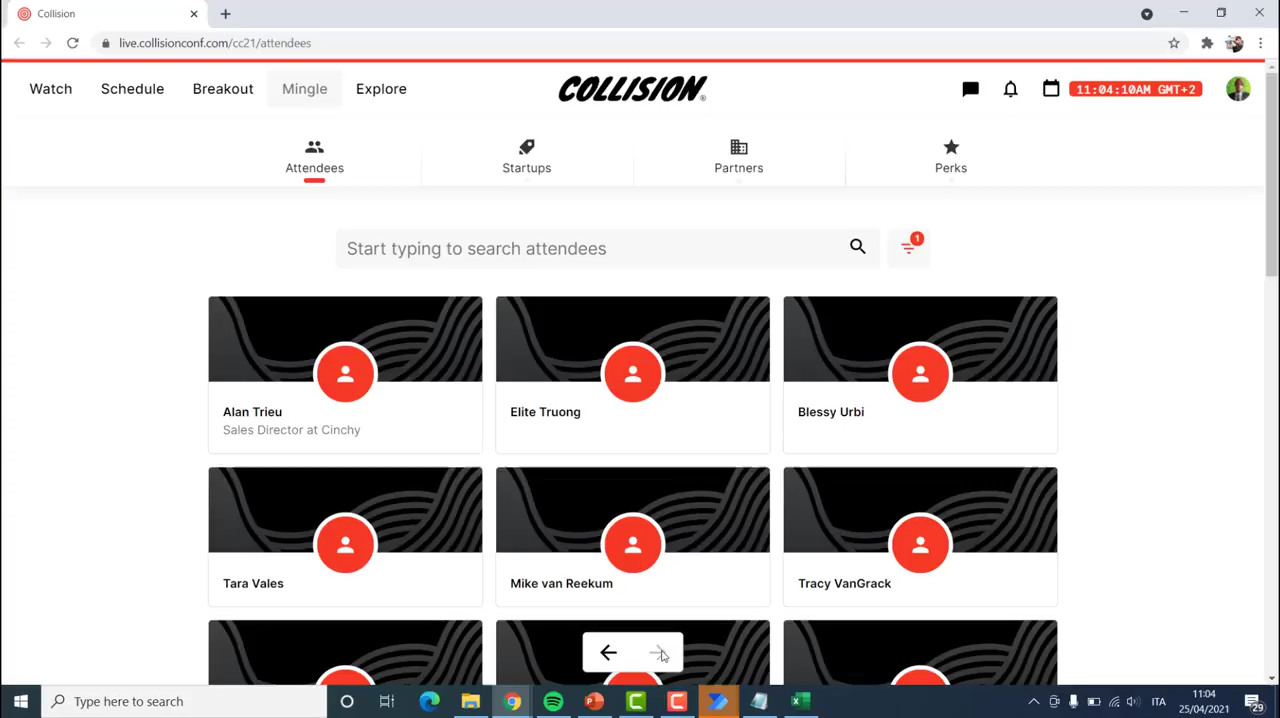 Collision
live.collisionconf.com/cc21/attendees
Watch Schedule Breakout Mingle Explore COLLISION® 11:04:10AM GMT+2
Attendees Startups Partners Perks
Start typing to search attendees 1
Alan Trieu
Sales Director at Cinchy
Elite Truong
Blessy Urbi
Tara Vales
Mike van Reekum
Tracy VanGrack
Type here to search
ITA
11:04
25/04/2021
29